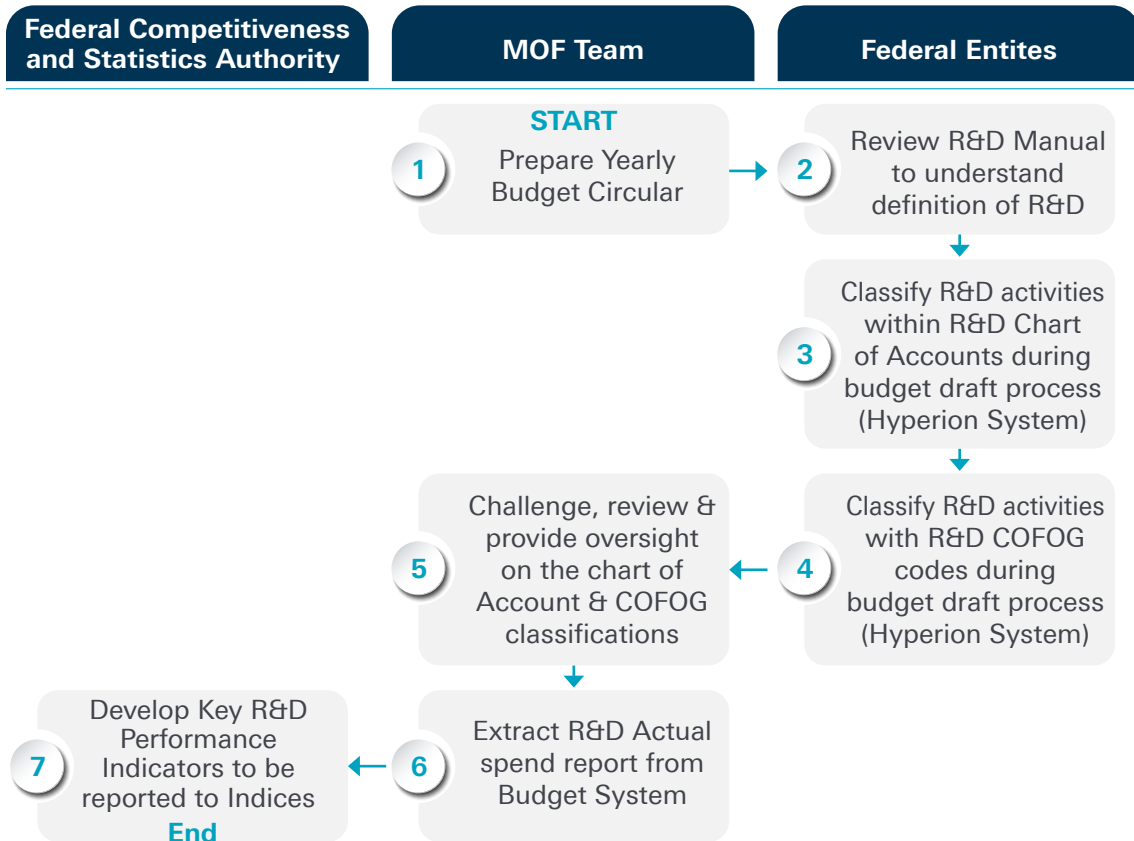 Federal Competitiveness
and Statistics Authority
MOF Team
Federal Entites
START
1
Prepare Yearly
Budget Circular
2
Review R&D Manual
to understand
definition of R&D
3
Classify R&D activities
within R&D Chart
of Accounts during
budget draft process
(Hyperion System)
4
Classify R&D activities
with R&D COFOG
codes during
budget draft process
(Hyperion System)
5
Challenge, review &
provide oversight
on the chart of
Account & COFOG
classifications
6
Extract R&D Actual
spend report from
Budget System
7
Develop Key R&D
Performance
Indicators to be
reported to Indices
End